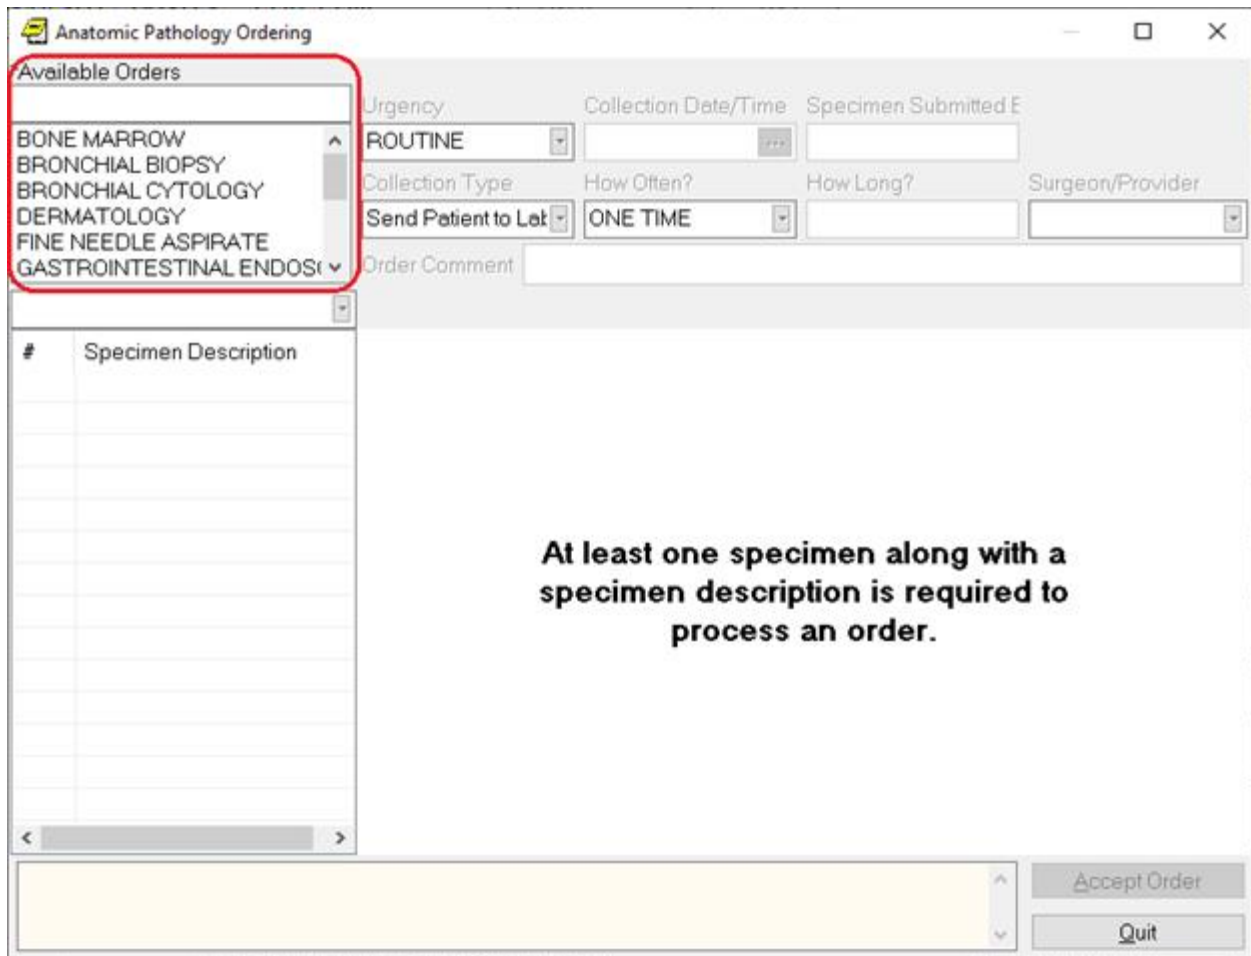 Anatomic Pathology Ordering
Available Orders
BONE MARROW
BRONCHIAL BIOPSY
BRONCHIAL CYTOLOGY
DERMATOLOGY
FINE NEEDLE ASPIRATE
GASTROINTESTINAL ENDOSC
Urgency
Collection Date/Time
Specimen Submitted B
ROUTINE
...
Collection Type
How Often?
How Long?
Surgeon/Provider
Send Patient to Lab
ONE TIME
Order Comment
# Specimen Description
At least one specimen along with a
specimen description is required to
process an order.
Accept Order
Quit